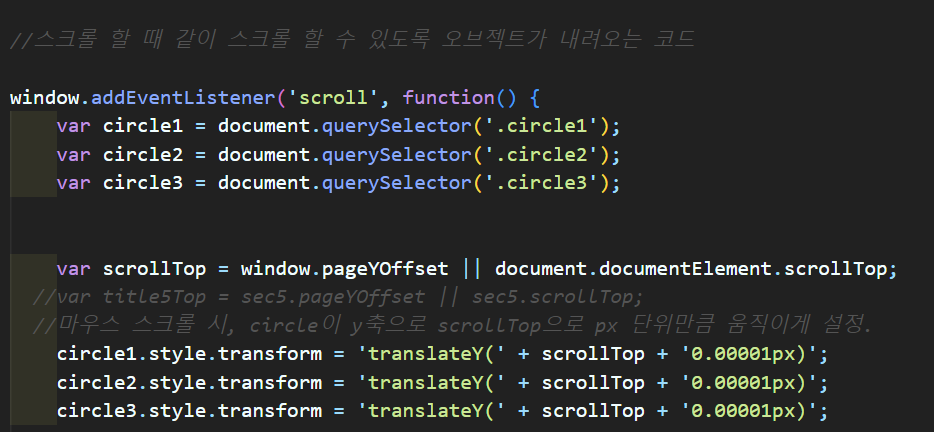 //스크롤 할 때 같이 스크롤 할 수 있도록 오브젝트가 내려오는 코드
window.addEventListener('scroll', function() {
var circle1 = document.querySelector('.circle1');
var circle2 = document.querySelector('.circle2');
var circle3 = document.querySelector('.circle3');
var scrollTop = window.pageYOffset || document.documentElement.scrollTop;
//var title5Top = sec5.pageYOffset || sec5.scrollTop;
//마우스 스크롤 시, circle이 y축으로 scrollTop으로 px 단위만큼 움직이게 설정.
circle1.style.transform = 'translateY(' + scrollTop + '0.00001px)';
circle2.style.transform = 'translateY(' + scrollTop + '0.00001px)';
circle3.style.transform = 'translateY(' + scrollTop + '0.00001px)';